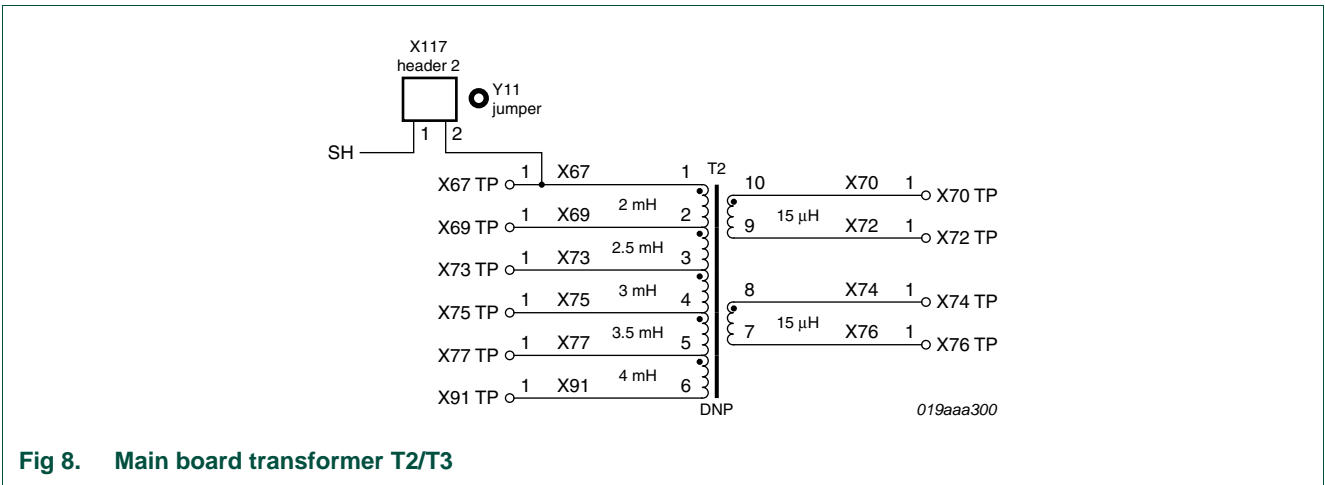 X117
header 2
Y11
jumper
1 2
SH
X67 TP 1 X67 1 T2
10 X70 1 X70 TP
2 mH
X69 TP 1 X69 2
9 15 μH X72 1 X72 TP
2.5 mH
X73 TP 1 X73 3
3 mH
X75 TP 1 X75 4
8 X74 1 X74 TP
3.5 mH
15 μH
X77 TP 1 X77 5
7 X76 1 X76 TP
4 mH
X91 TP 1 X91 6
DNP
019aaa300
Fig 8. Main board transformer T2/T3